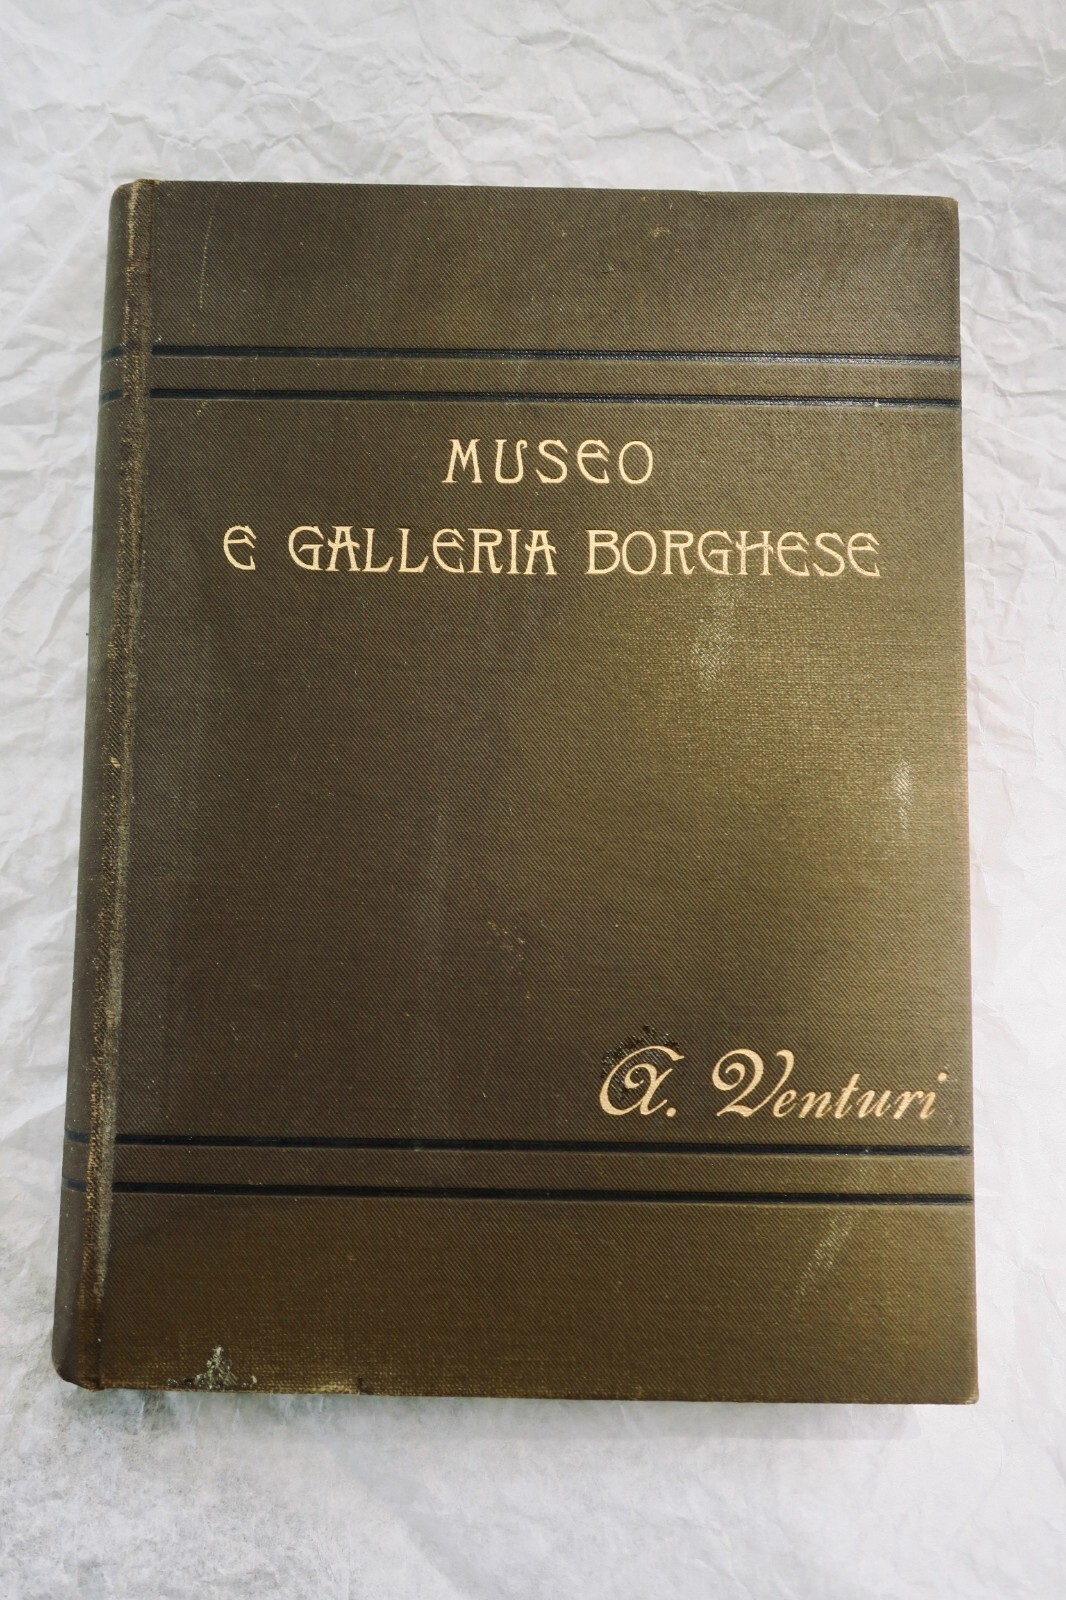 MUSEO
E GALLERIA BORGHESE
A. Venturi